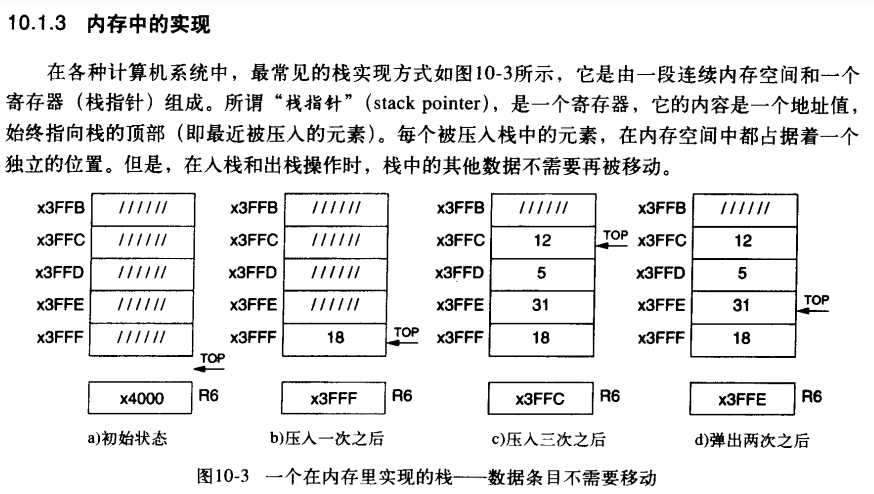 10.1.3 内存中的实现
在各种计算机系统中，最常见的栈实现方式如图10-3所示，它是由一段连续内存空间和一个
寄存器（栈指针）组成。所谓“栈指针”（stack pointer），是一个寄存器，它的内容是一个地址值，
始终指向栈的顶部（即最近被压入的元素）。每个被压入栈中的元素，在内存空间中都占据着一个
独立的位置。但是，在入栈和出栈操作时，栈中的其他数据不需要再被移动。
x3FFB ////// x3FFB ////// x3FFB ////// x3FFB //////
x3FFC ////// x3FFC ////// x3FFC 12 TOP x3FFC 12
x3FFD ////// x3FFD ////// x3FFD 5 x3FFD 5
x3FFE ////// x3FFE ////// x3FFE 31 x3FFE 31 TOP
x3FFF ////// x3FFF 18 TOP x3FFF 18 x3FFF 18
TOP
x4000 R6 x3FFF R6 x3FFC R6 x3FFE R6
a)初始状态 b)压入一次之后 c)压入三次之后 d)弹出两次之后
图10-3 一个在内存里实现的栈——数据条目不需要移动